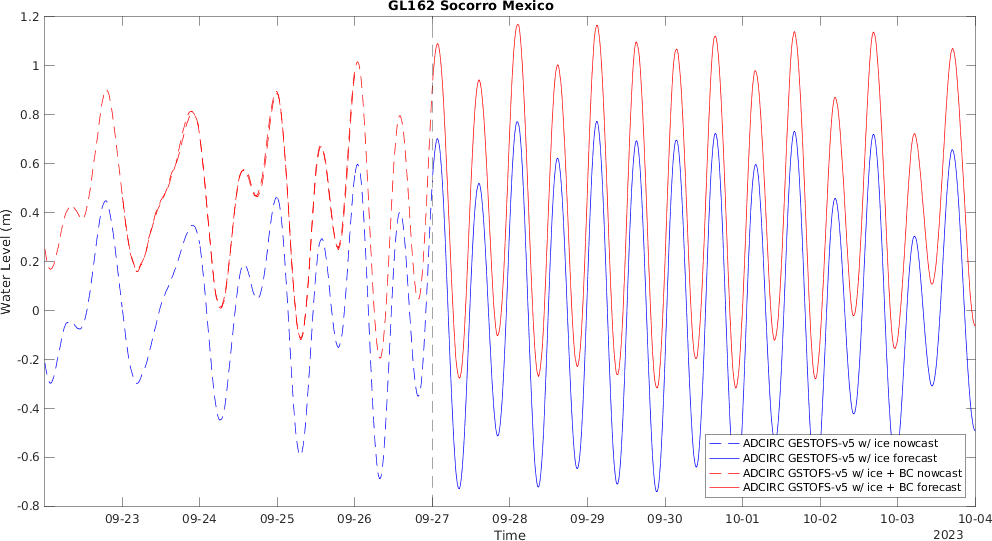 GL162 Socorro Mexico
Water Level (m)
1.2
1
0.8
0.6
0.4
0.2
0
-0.2
-0.4
-0.6
-0.8
ADCIRC GESTOFS-v5 w/ ice nowcast
ADCIRC GESTOFS-v5 w/ ice forecast
ADCIRC GSTOFS-v5 w/ ice + BC nowcast
ADCIRC GSTOFS-v5 w/ ice + BC forecast
09-23 09-24 09-25 09-26 09-27 09-28 09-29 09-30 10-01 10-02 10-03 10-04
Time
2023